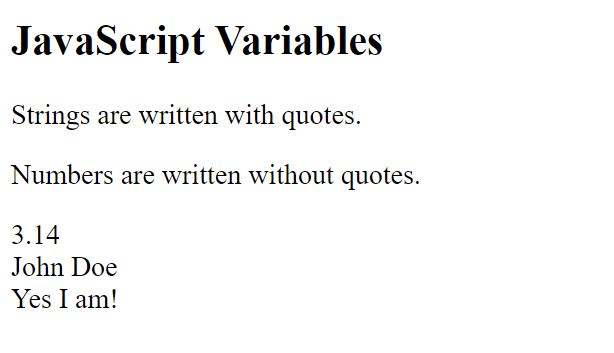 JavaScript Variables
Strings are written with quotes.
Numbers are written without quotes.
3.14
John Doe
Yes I am!